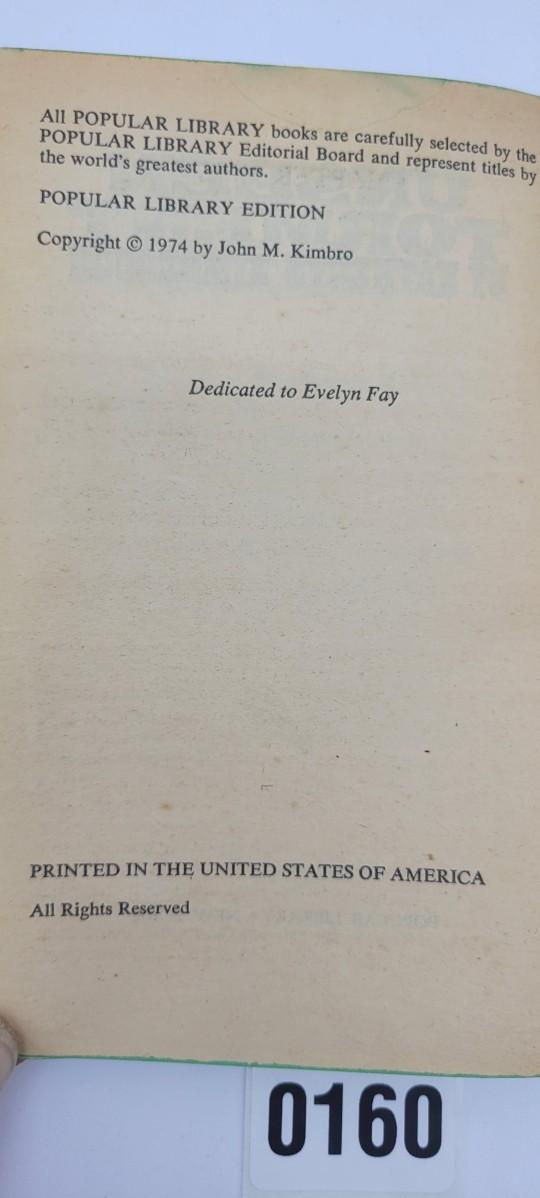 All POPULAR LIBRARY books are carefully selected by the
POPULAR LIBRARY Editorial Board and represent titles by
the world's greatest authors.
POPULAR LIBRARY EDITION
Copyright © 1974 by John M. Kimbro
Dedicated to Evelyn Fay
PRINTED IN THE UNITED STATES OF AMERICA
All Rights Reserved
0160